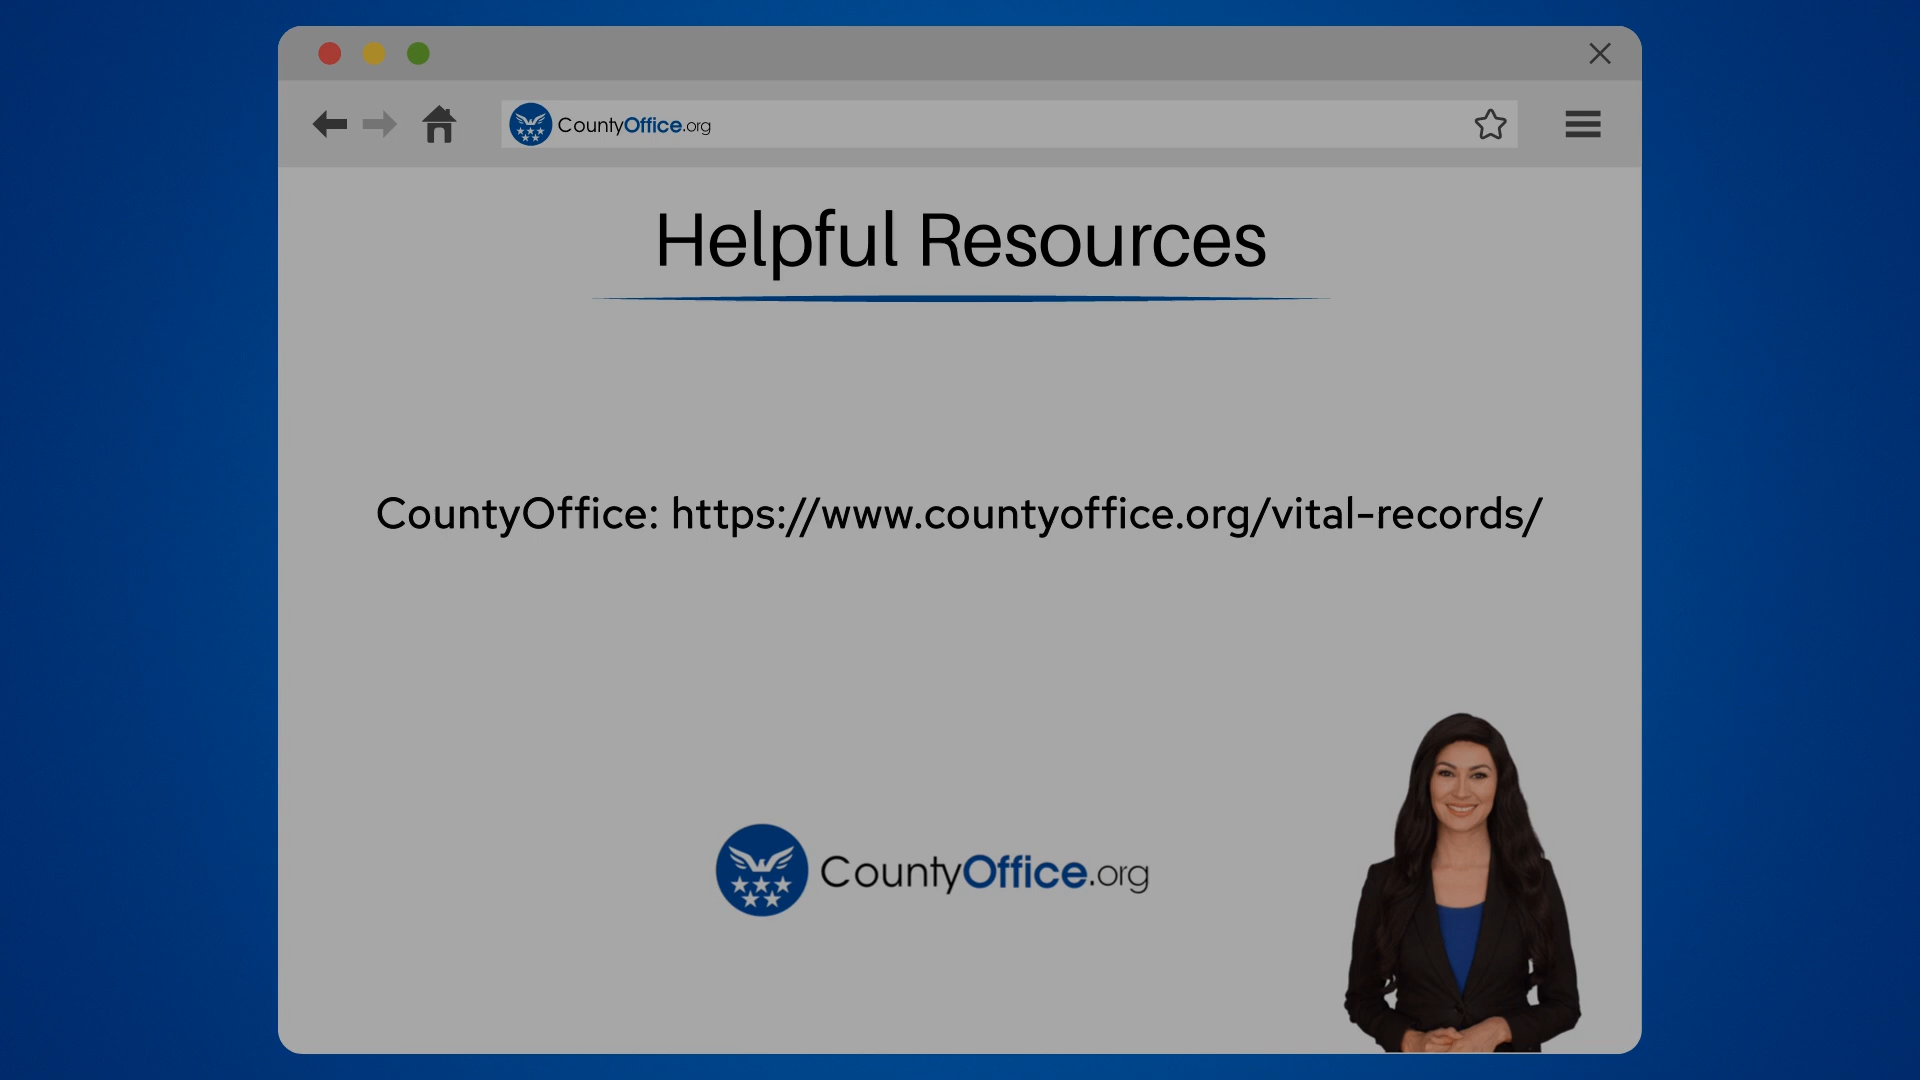 CountyOffice.org
Helpful Resources
CountyOffice: https://www.countyoffice.org/vital-records/
CountyOffice.org